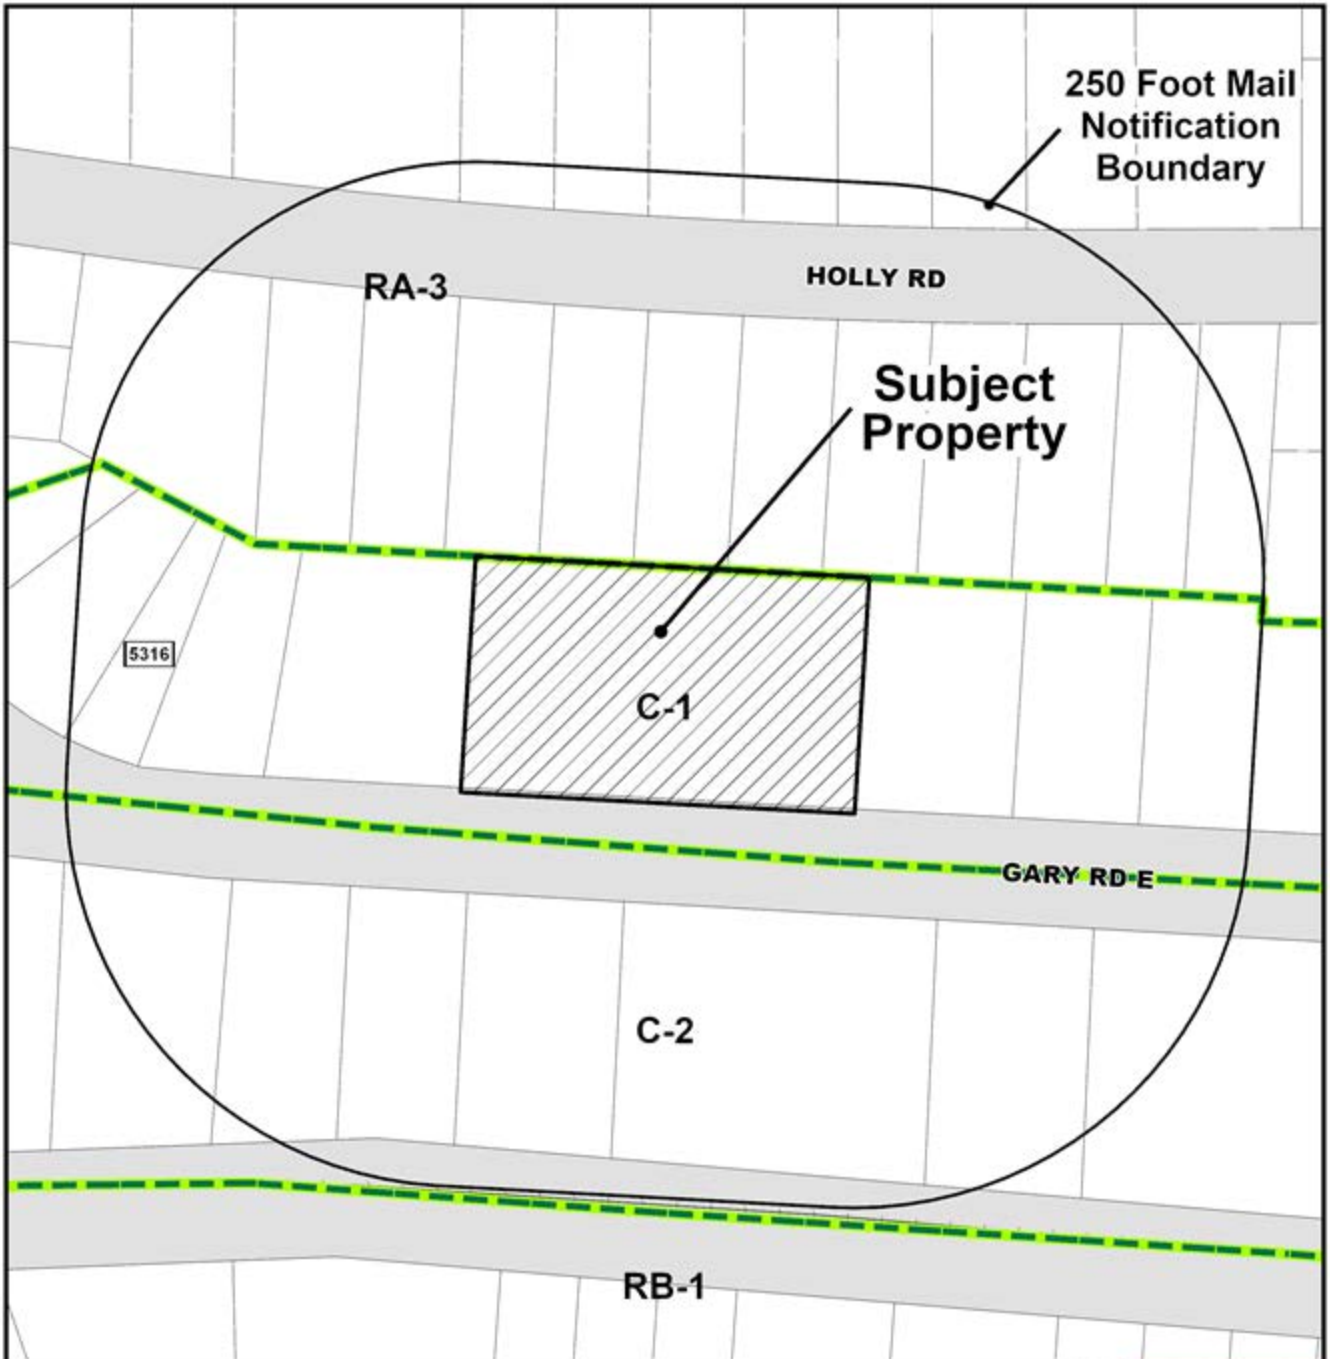 250 Foot Mail
Notification
Boundary
RA-3
HOLLY RD
Subject
Property
5316
C-1
GARY RD E
C-2
RB-1